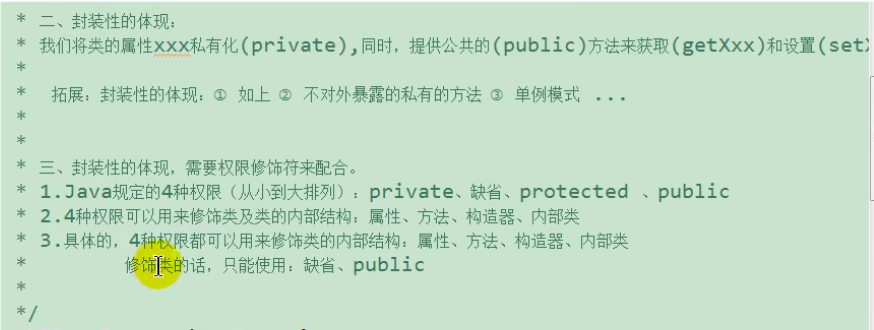 * 二、封装性的体现:
* 我们将类的属性xxx私有化(private),同时, 提供公共的(public)方法来获取(getXxx)和设置(setX
*
* 拓展: 封装性的体现: ① 如上 ② 不对外暴露的私有的方法 ③ 单例模式 ...
*
*
* 三、封装性的体现, 需要权限修饰符来配合。
* 1.Java规定的4种权限（从小到大排列）: private、缺省、protected 、public
* 2.4种权限可以用来修饰类及类的内部结构: 属性、方法、构造器、内部类
* 3.具体的, 4种权限都可以用来修饰类的内部结构: 属性、方法、构造器、内部类
* 修饰类的话, 只能使用: 缺省、public
*
*/